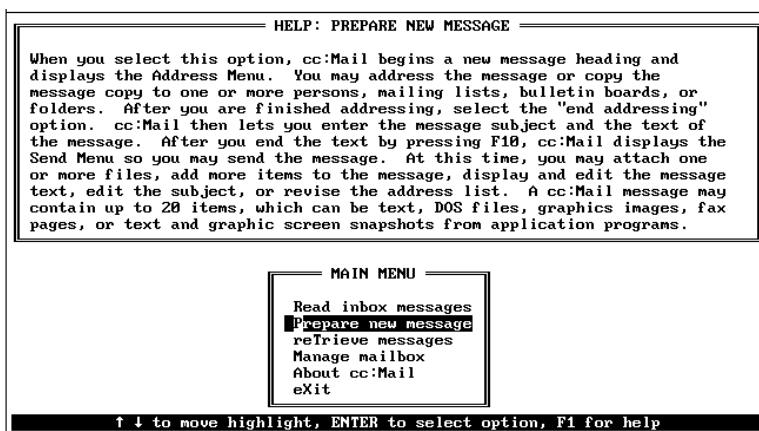 HELP: PREPARE NEW MESSAGE
When you select this option, cc:Mail begins a new message heading and
displays the Address Menu.  You may address the message or copy the
message copy to one or more persons, mailing lists, bulletin boards, or
folders.  After you are finished addressing, select the "end addressing"
option.  cc:Mail then lets you enter the message subject and the text of
the message.  After you end the text by pressing F10, cc:Mail displays the
Send Menu so you may send the message.  At this time, you may attach one
or more files, add more items to the message, display and edit the message
text, edit the subject, or revise the address list.  A cc:Mail message may
contain up to 20 items, which can be text, DOS files, graphics images, fax
pages, or text and graphic screen snapshots from application programs.
MAIN MENU
Read inbox messages
Prepare new message
reTrieve messages
Manage mailbox
About cc:Mail
eXit
↑ ↓ to move highlight, ENTER to select option, F1 for help